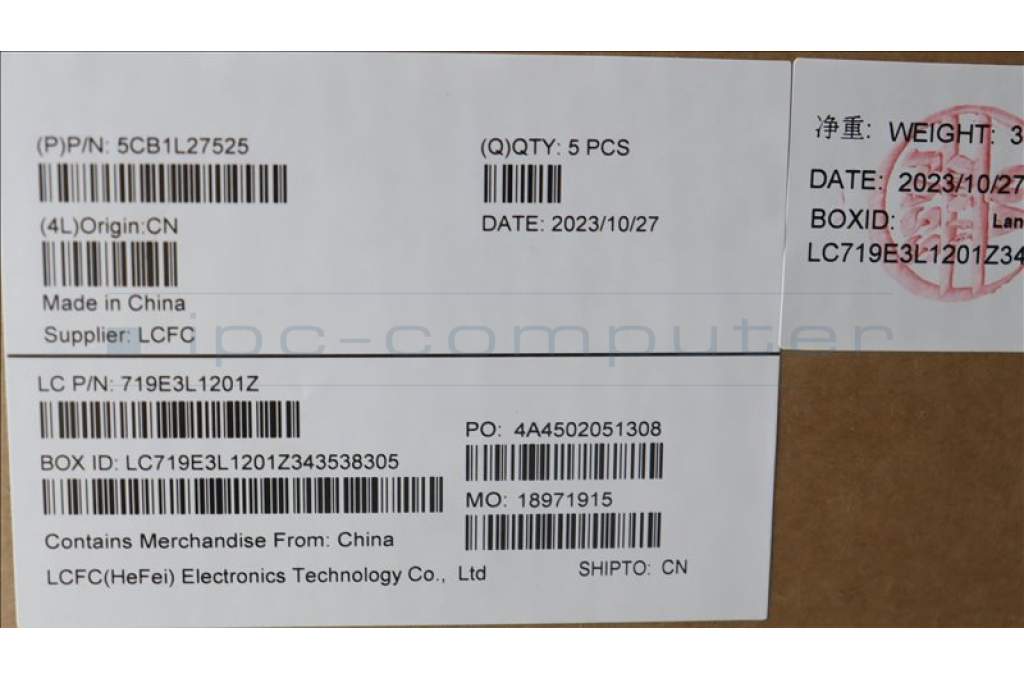 (P)P/N: 5CB1L27525
(Q)QTY: 5 PCS
(4L)Origin:CN
DATE: 2023/10/27
Made in China
Supplier: LCFC
ipc-computer
LC P/N: 719E3L1201Z
PO: 4A4502051308
BOX ID: LC719E3L1201Z343538305
MO: 18971915
Contains Merchandise From: China
LCFC(HeFei) Electronics Technology Co., Ltd
SHIPTO: CN
净重: WEIGHT: 3
DATE: 2023/10/27
BOXID: Lan
LC719E3L1201Z34